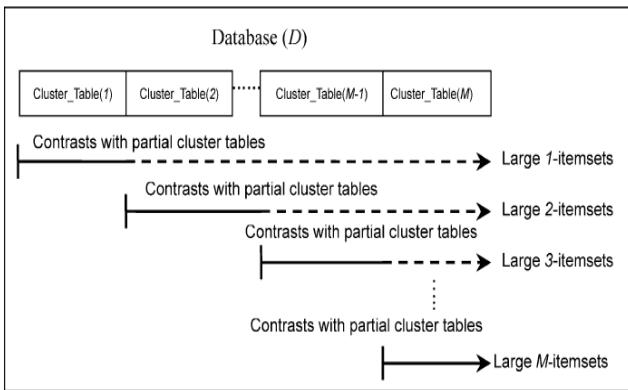 Database (D)
Cluster_Table(1) Cluster_Table(2) Cluster_Table(M-1) Cluster_Table(M)
Contrasts with partial cluster tables
Large 1-itemsets
Contrasts with partial cluster tables
Large 2-itemsets
Contrasts with partial cluster tables
Large 3-itemsets
Contrasts with partial cluster tables
Large M-itemsets